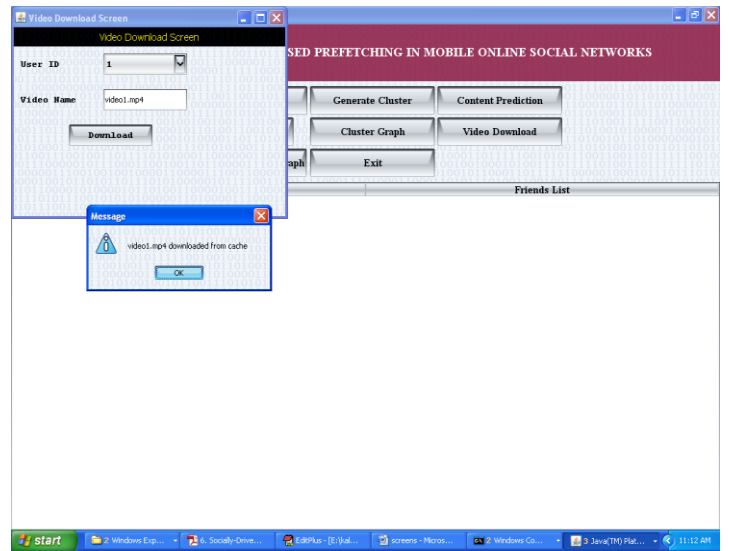 Video Download Screen
Video Download Screen
User ID
1
Video Name
video1.mp4
Download
SED PREFETCHING IN MOBILE ONLINE SOCIAL NETWORKS
Generate Cluster
Content Prediction
Cluster Graph
Video Download
aph
Exit
Friends List
Message
video1.mp4 downloaded from cache
OK
start
2 Windows Exp...
6. Socially-Drive...
EditPlus - [E:\kal...
screens - Micros...
2 Windows Co...
3 Java(TM) Plat...
11:12 AM